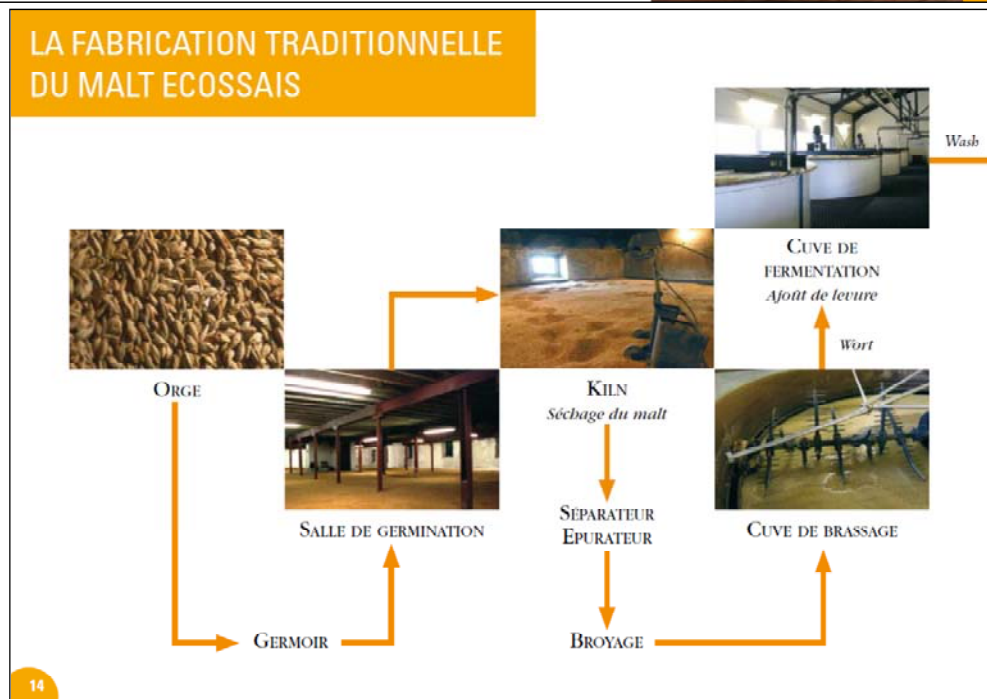 LA FABRICATION TRADITIONNELLE
DU MALT ECOSSAIS
Wash
CUVE DE
FERMENTATION
Ajoût de levure
Wort
ORGE
KILN
Séchage du malt
SALLE DE GERMINATION
SÉPARATEUR
EPURATEUR
CUVE DE BRASSAGE
GERMOIR
BROYAGE
14